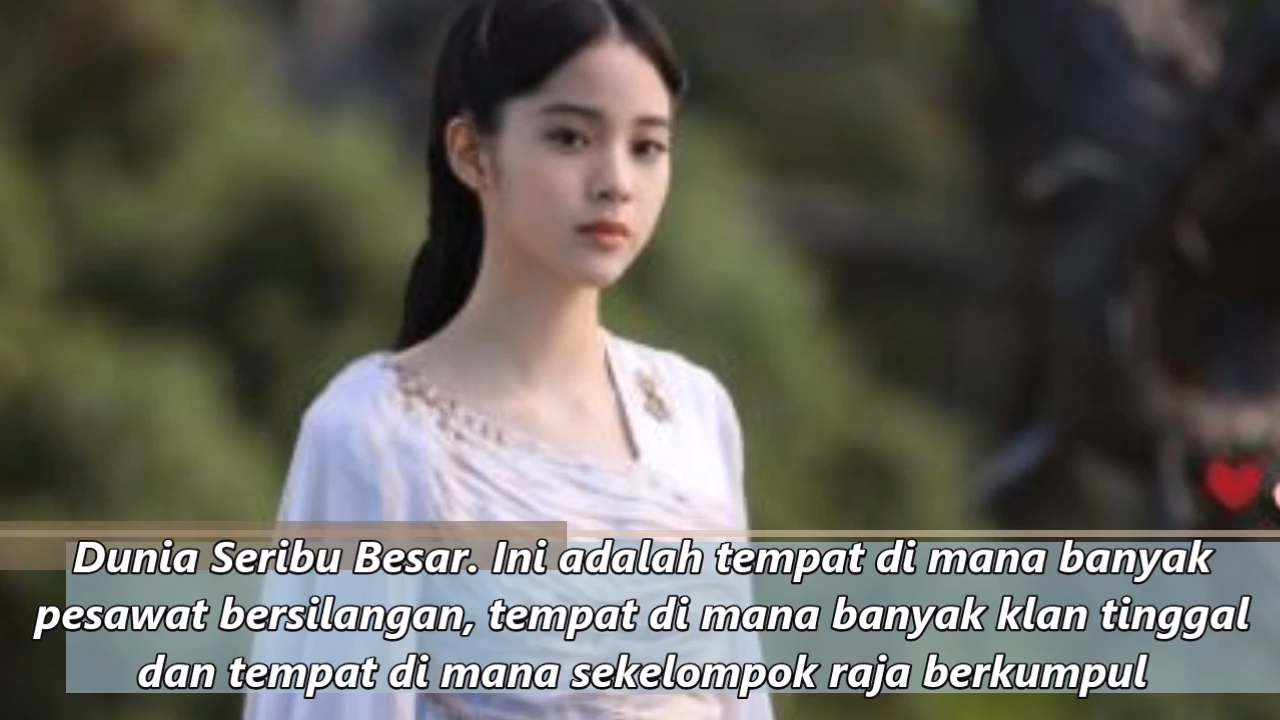 Dunia Seribu Besar. Ini adalah tempat di mana banyak
pesawat bersilangan, tempat di mana banyak klan tinggal
dan tempat di mana sekelompok raja berkumpul